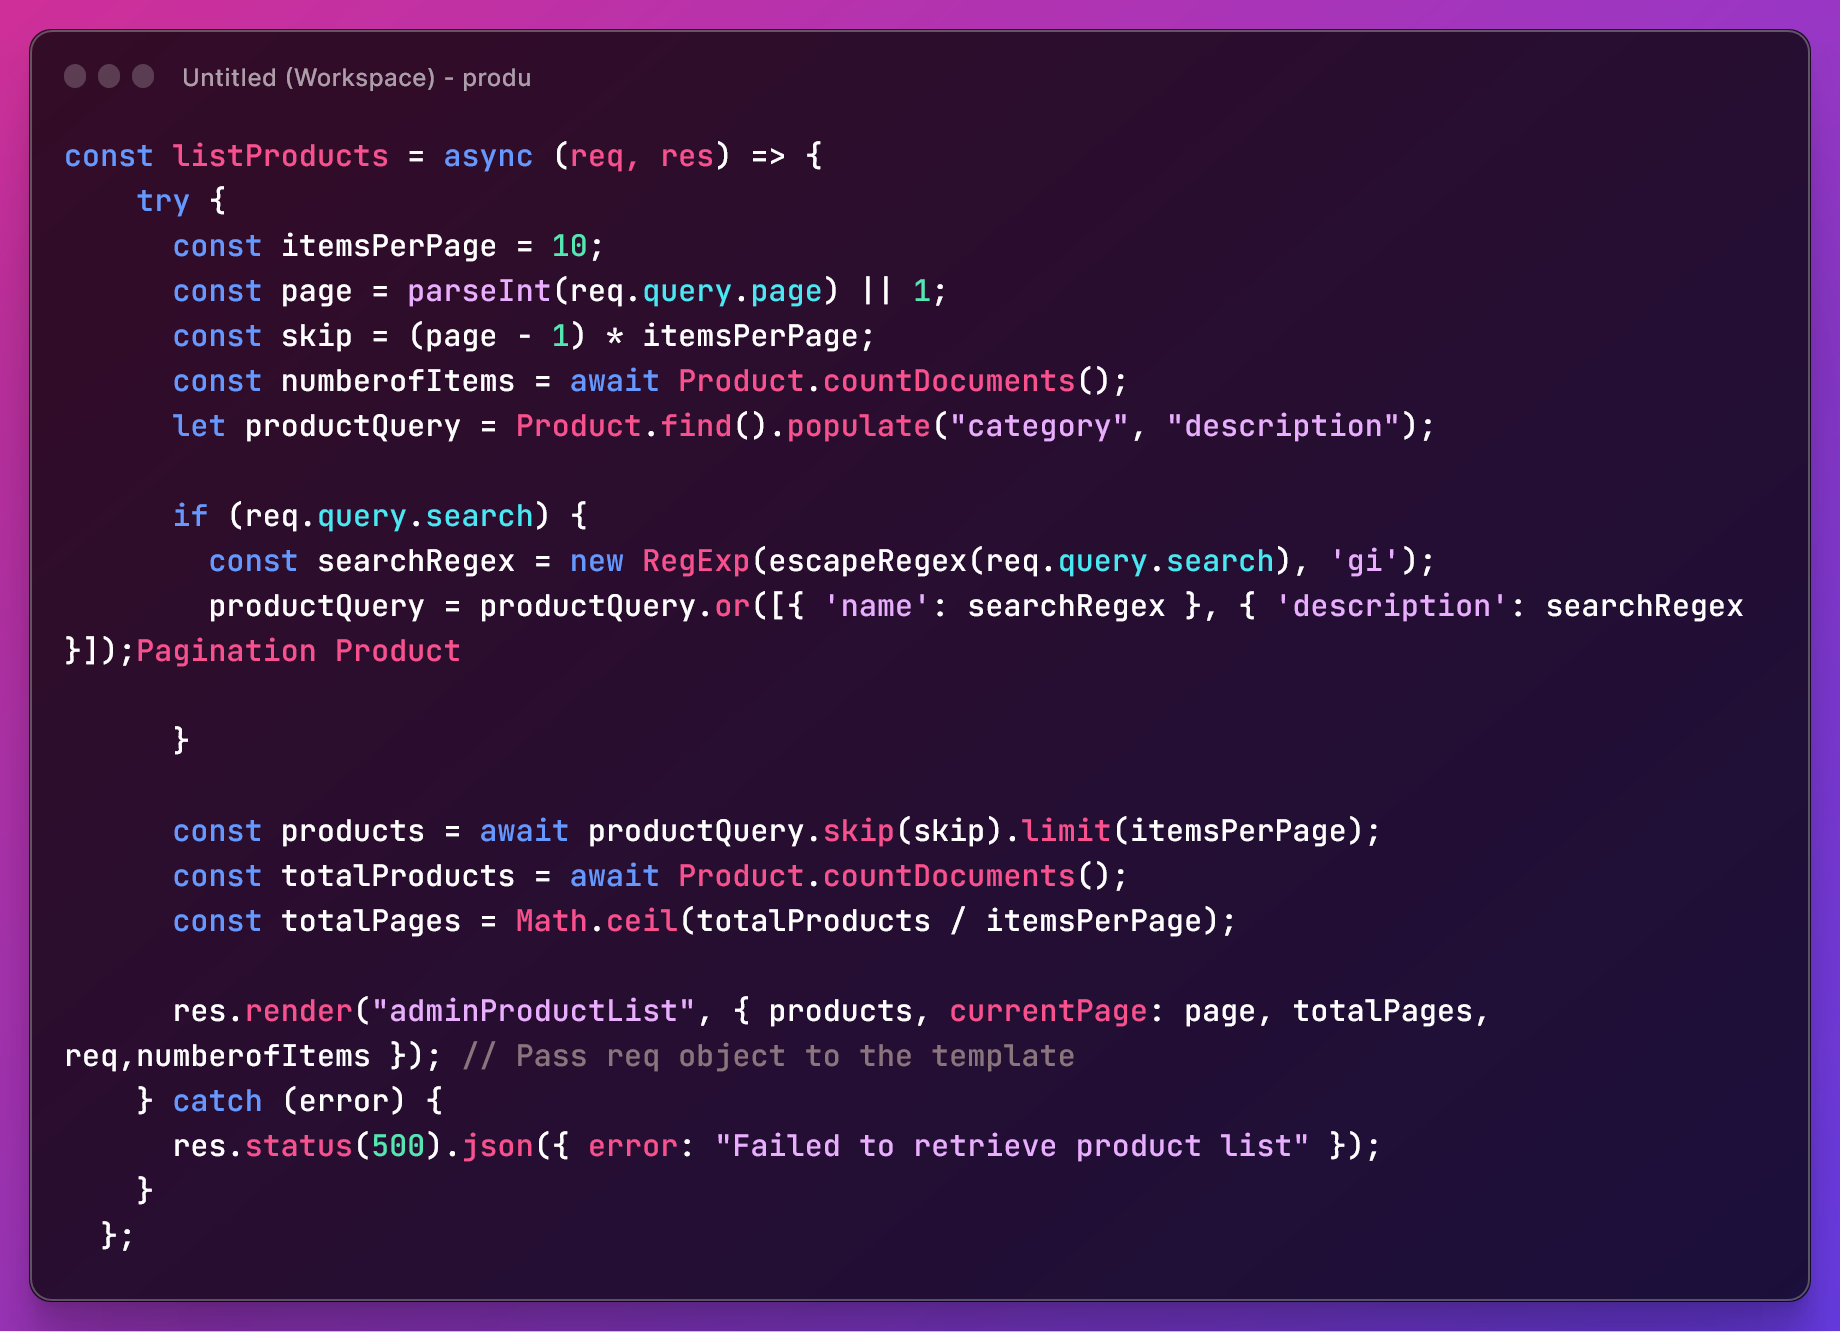 Untitled (Workspace) - produ
const listProducts = async (req, res) => {
    try {
      const itemsPerPage = 10;
      const page = parseInt(req.query.page) || 1;
      const skip = (page - 1) * itemsPerPage;
      const numberofItems = await Product.countDocuments();
      let productQuery = Product.find().populate("category", "description");

      if (req.query.search) {
        const searchRegex = new RegExp(escapeRegex(req.query.search), 'gi');
        productQuery = productQuery.or([{ 'name': searchRegex }, { 'description': searchRegex
}]);Pagination Product

      }

      const products = await productQuery.skip(skip).limit(itemsPerPage);
      const totalProducts = await Product.countDocuments();
      const totalPages = Math.ceil(totalProducts / itemsPerPage);

      res.render("adminProductList", { products, currentPage: page, totalPages,
req,numberofItems }); // Pass req object to the template
    } catch (error) {
      res.status(500).json({ error: "Failed to retrieve product list" });
    }
  };